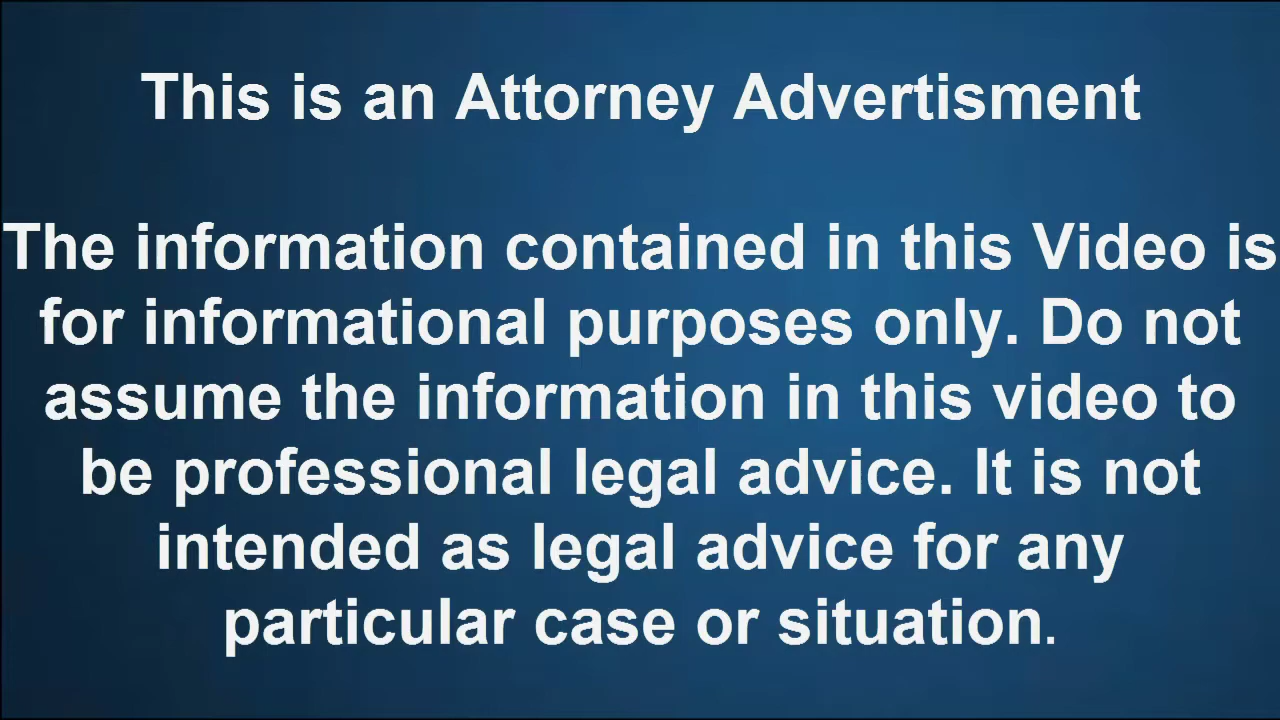 This is an Attorney Advertisment
The information contained in this Video is
for informational purposes only. Do not
assume the information in this video to
be professional legal advice. It is not
intended as legal advice for any
particular case or situation.